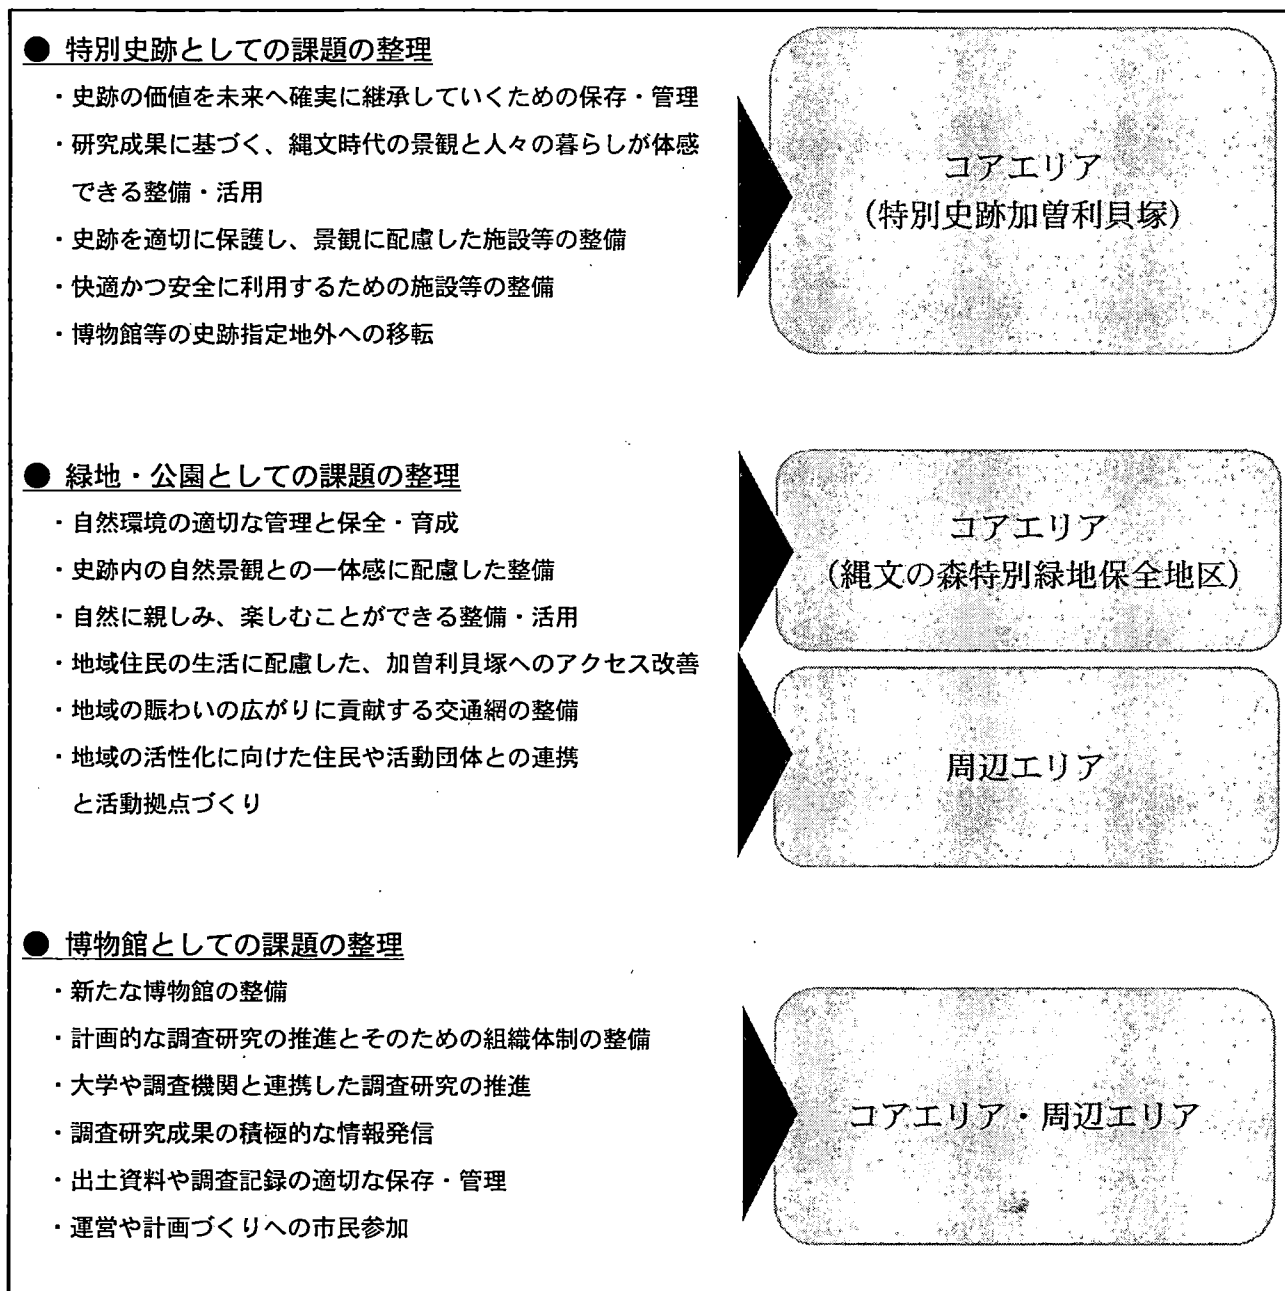 ● 特別史跡としての課題の整理
・史跡の価値を未来へ確実に継承していくための保存・管理
・研究成果に基づく、縄文時代の景観と人々の暮らしが体感
できる整備・活用
・史跡を適切に保護し、景観に配慮した施設等の整備
・快適かつ安全に利用するための施設等の整備
・博物館等の史跡指定地外への移転
コアエリア
（特別史跡加曽利貝塚）
● 緑地・公園としての課題の整理
・自然環境の適切な管理と保全・育成
・史跡内の自然景観との一体感に配慮した整備
・自然に親しみ、楽しむことができる整備・活用
・地域住民の生活に配慮した、加曽利貝塚へのアクセス改善
・地域の賑わいの広がりに貢献する交通網の整備
・地域の活性化に向けた住民や活動団体との連携
と活動拠点づくり
コアエリア
（縄文の森特別緑地保全地区）
周辺エリア
● 博物館としての課題の整理
・新たな博物館の整備
・計画的な調査研究の推進とそのための組織体制の整備
・大学や調査機関と連携した調査研究の推進
・調査研究成果の積極的な情報発信
・出土資料や調査記録の適切な保存・管理
・運営や計画づくりへの市民参加
コアエリア・周辺エリア